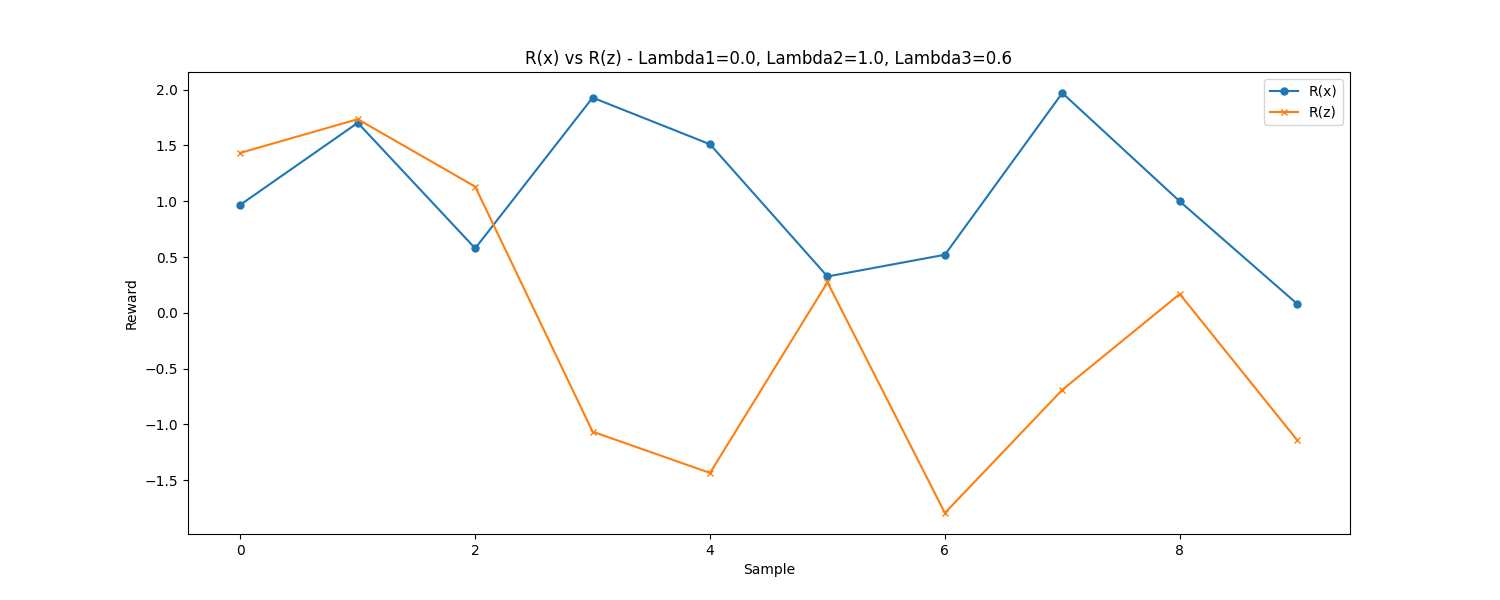 R(x) vs R(z) - Lambda1=0.0, Lambda2=1.0, Lambda3=0.6
R(x)
R(z)
2.0
1.5
1.0
0.5
0.0
−0.5
−1.0
−1.5
Reward
0 2 4 6 8
Sample